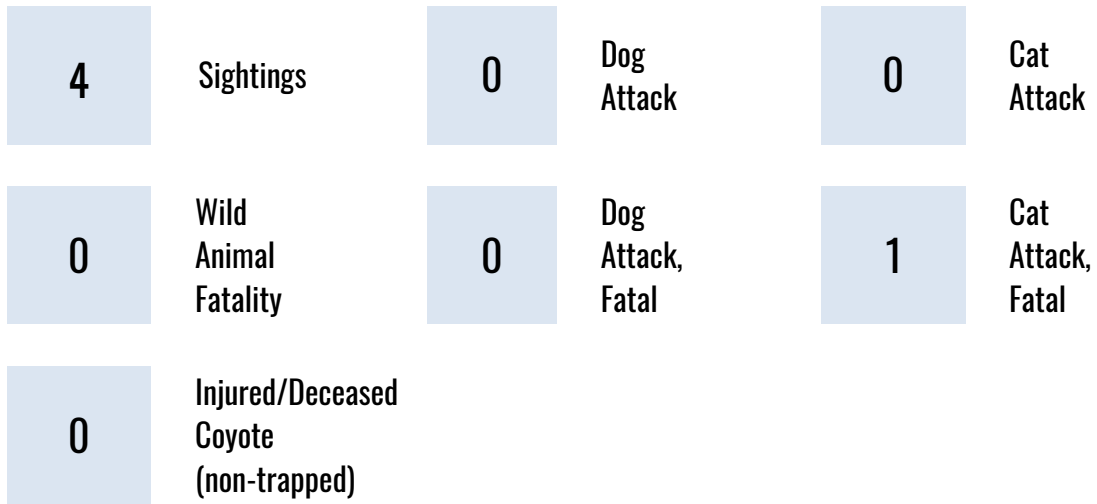 4
Sightings
0
Dog
Attack
0
Cat
Attack
0
Wild
Animal
Fatality
0
Dog
Attack,
Fatal
1
Cat
Attack,
Fatal
0
Injured/Deceased
Coyote
(non-trapped)